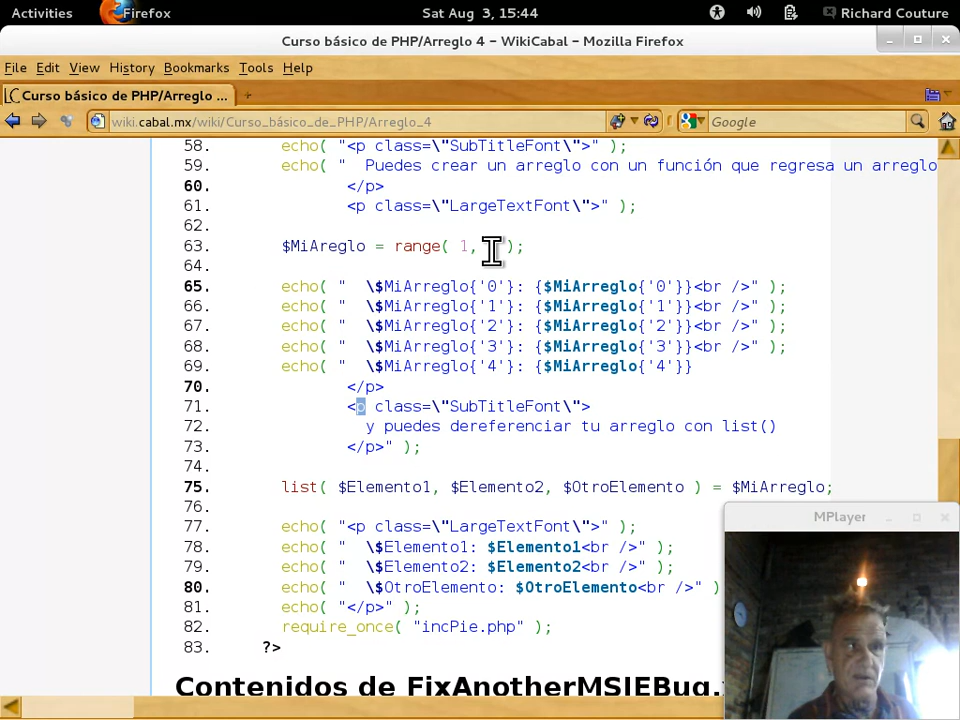 Activities Firefox Sat Aug 3, 15:44 Richard Couture
Curso básico de PHP/Arreglo 4 - WikiCabal - Mozilla Firefox
File Edit View History Bookmarks Tools Help
Curso básico de PHP/Arreglo ...
wiki.cabal.mx/wiki/Curso_básico_de_PHP/Arreglo_4 Google
58. echo( "<p class=\"SubTitleFont\">" );
59. echo( " Puedes crear un arreglo con un función que regresa un arreglo
60. </p>
61. <p class=\"LargeTextFont\">" );
62.
63. $MiAreglo = range( 1, );
64.
65. echo( " \$MiArreglo{'0'}: {$MiArreglo{'0'}}<br />" );
66. echo( " \$MiArreglo{'1'}: {$MiArreglo{'1'}}<br />" );
67. echo( " \$MiArreglo{'2'}: {$MiArreglo{'2'}}<br />" );
68. echo( " \$MiArreglo{'3'}: {$MiArreglo{'3'}}<br />" );
69. echo( " \$MiArreglo{'4'}: {$MiArreglo{'4'}}
70. </p>
71. <p class=\"SubTitleFont\">
72. y puedes dereferenciar tu arreglo con list()
73. </p>" );
74.
75. list( $Elemento1, $Elemento2, $OtroElemento ) = $MiArreglo;
76.
77. echo( "<p class=\"LargeTextFont\">" );
78. echo( " \$Elemento1: $Elemento1<br />" );
79. echo( " \$Elemento2: $Elemento2<br />" );
80. echo( " \$OtroElemento: $OtroElemento<br />" )
81. echo( "</p>" );
82. require_once( "incPie.php" );
83. ?>
MPlayer
Contenidos de FixAnotherMSIEBug.